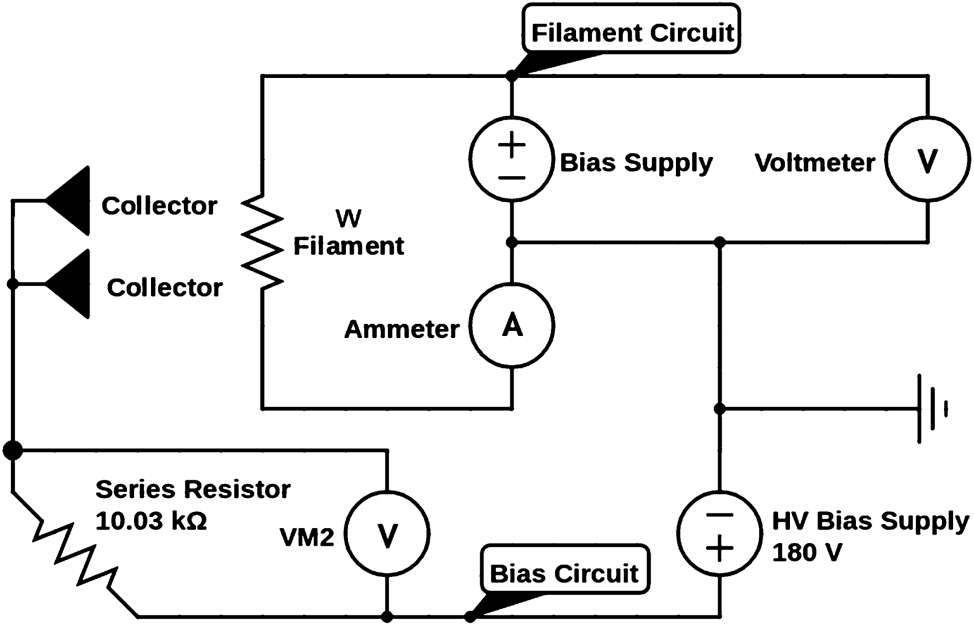 Filament Circuit
+
−
Bias Supply
Voltmeter
V
Collector
W
Filament
Collector
Ammeter
A
Series Resistor
10.03 kΩ
VM2
V
−
+
HV Bias Supply
180 V
Bias Circuit